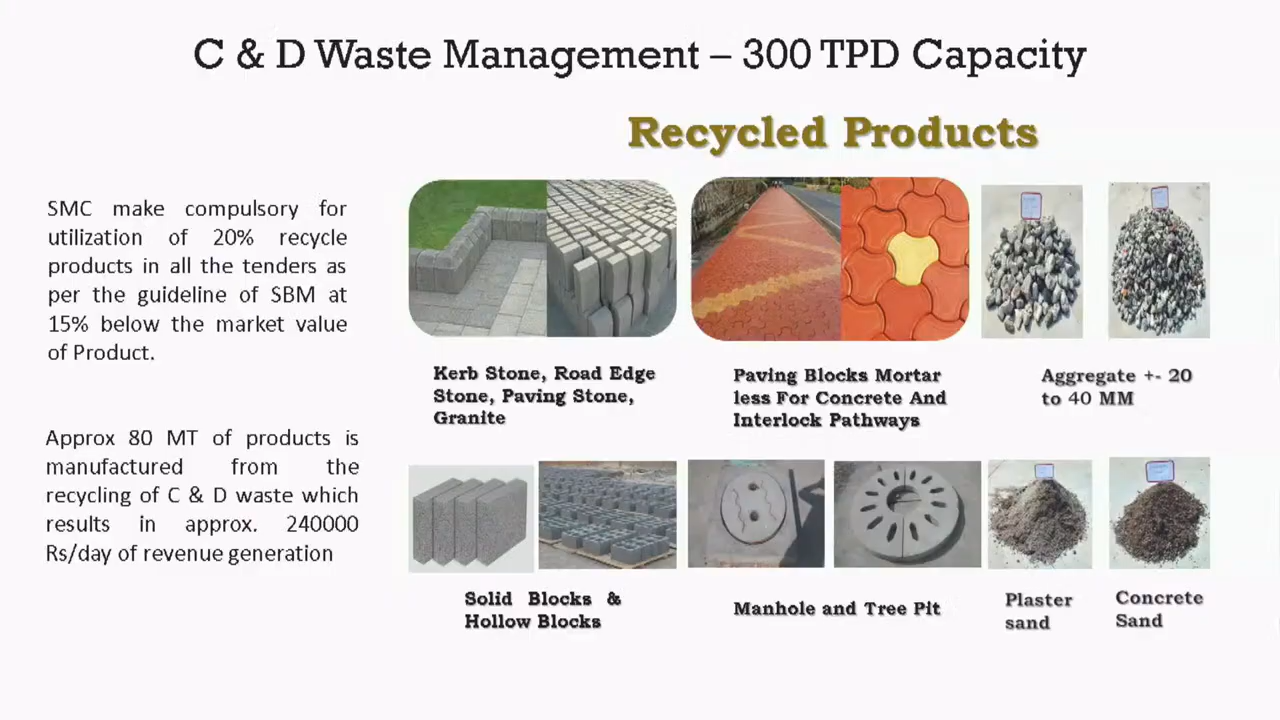 C & D Waste Management – 300 TPD Capacity
Recycled Products
SMC make compulsory for
utilization of 20% recycle
products in all the tenders as
per the guideline of SBM at
15% below the market value
of Product.
Approx 80 MT of products is
manufactured from the
recycling of C & D waste which
results in approx. 240000
Rs/day of revenue generation
Kerb Stone, Road Edge
Stone, Paving Stone,
Granite
Paving Blocks Mortar
less For Concrete And
Interlock Pathways
Aggregate +- 20
to 40 MM
Solid Blocks &
Hollow Blocks
Manhole and Tree Pit
Plaster
sand
Concrete
Sand